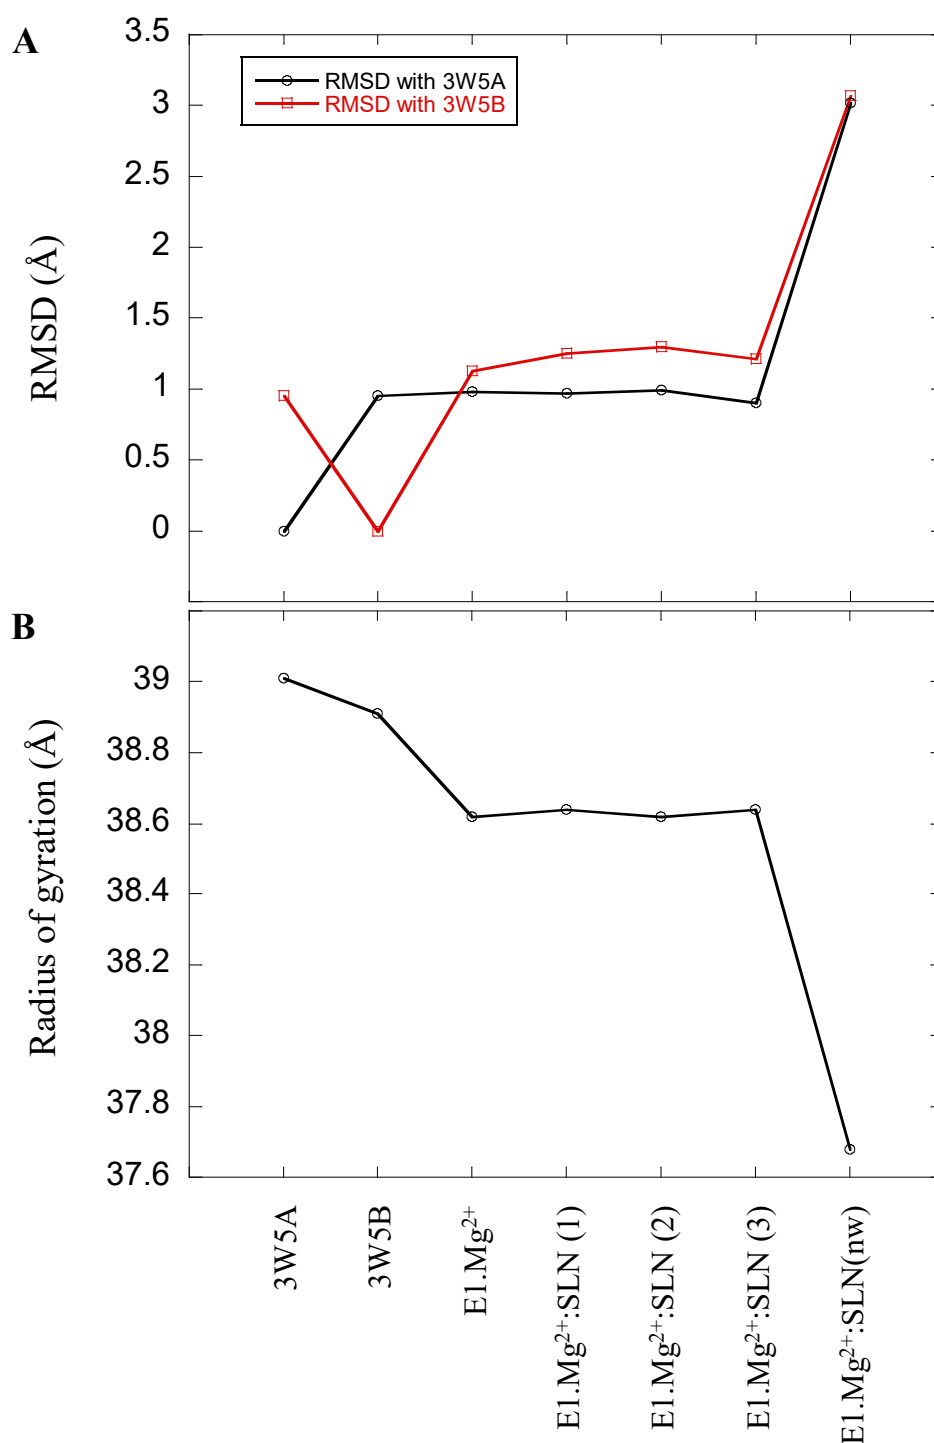 A
RMSD (Å)
3.5
3
2.5
2
1.5
1
0.5
0
RMSD with 3W5A
RMSD with 3W5B
B
Radius of gyration (Å)
39
38.8
38.6
38.4
38.2
38
37.8
37.6
3W5A
3W5B
E1.Mg²⁺
E1.Mg²⁺:SLN (1)
E1.Mg²⁺:SLN (2)
E1.Mg²⁺:SLN (3)
E1.Mg²⁺:SLN(nw)